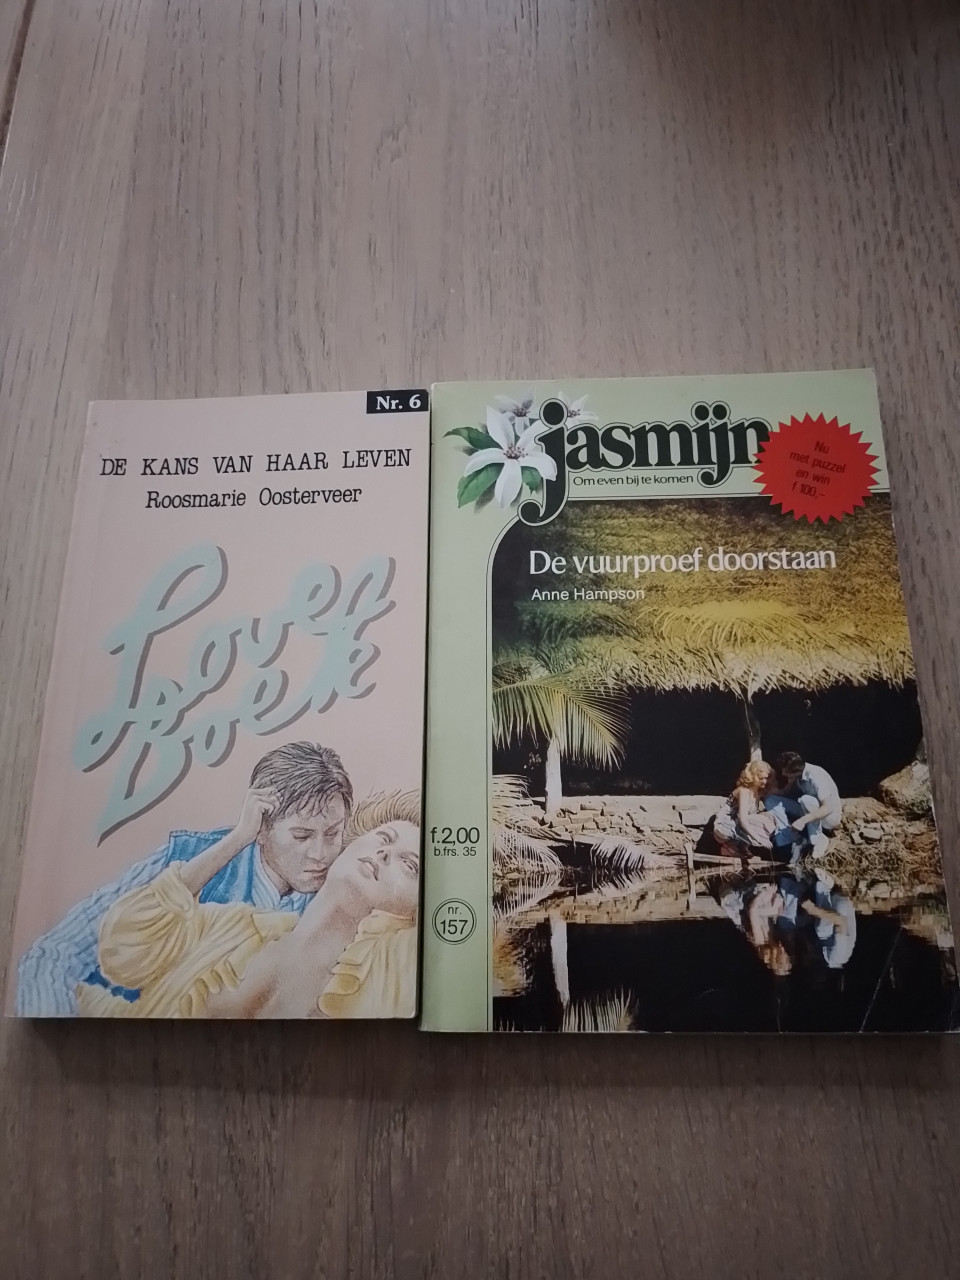 Nr. 6
DE KANS VAN HAAR LEVEN
Roosmarie Oosterveer
Loven
boek
jasmijn
Om even bij te komen
Nu
met puzzel
en win
f 100,-
De vuurproef doorstaan
Anne Hampson
f.2,00
b.frs. 35
nr.
157